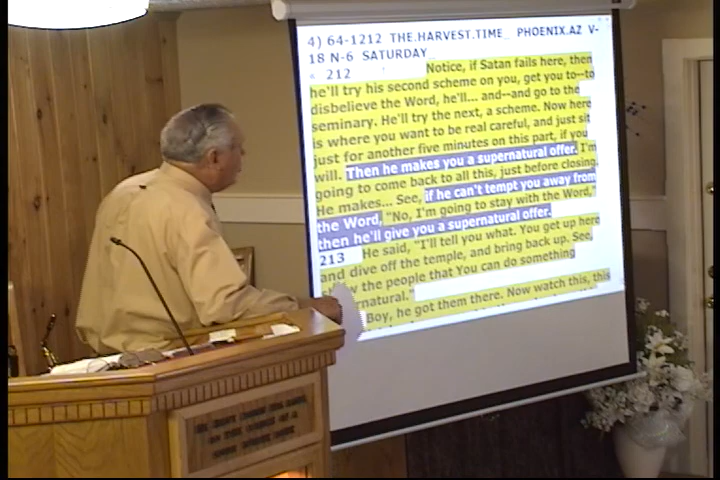 4) 64-1212 THE.HARVEST.TIME_ PHOENIX.AZ V-
18 N-6 SATURDAY
212 Notice, if Satan fails here, then
he'll try his second scheme on you, get you to--to
disbelieve the Word, he'll... and--and go to the
seminary. He'll try the next, a scheme. Now here
is where you want to be real careful, and just sit
just for another five minutes on this part, if you
will. Then he makes you a supernatural offer. I'm
going to come back to all this, just before closing.
He makes... See, if he can't tempt you away from
the Word, "No, I'm going to stay with the Word,"
then he'll give you a supernatural offer.
213 He said, "I'll tell you what. You get up here
and dive off the temple, and bring back up. See,
the people that You can do something
Boy, he got them there. Now watch this, this